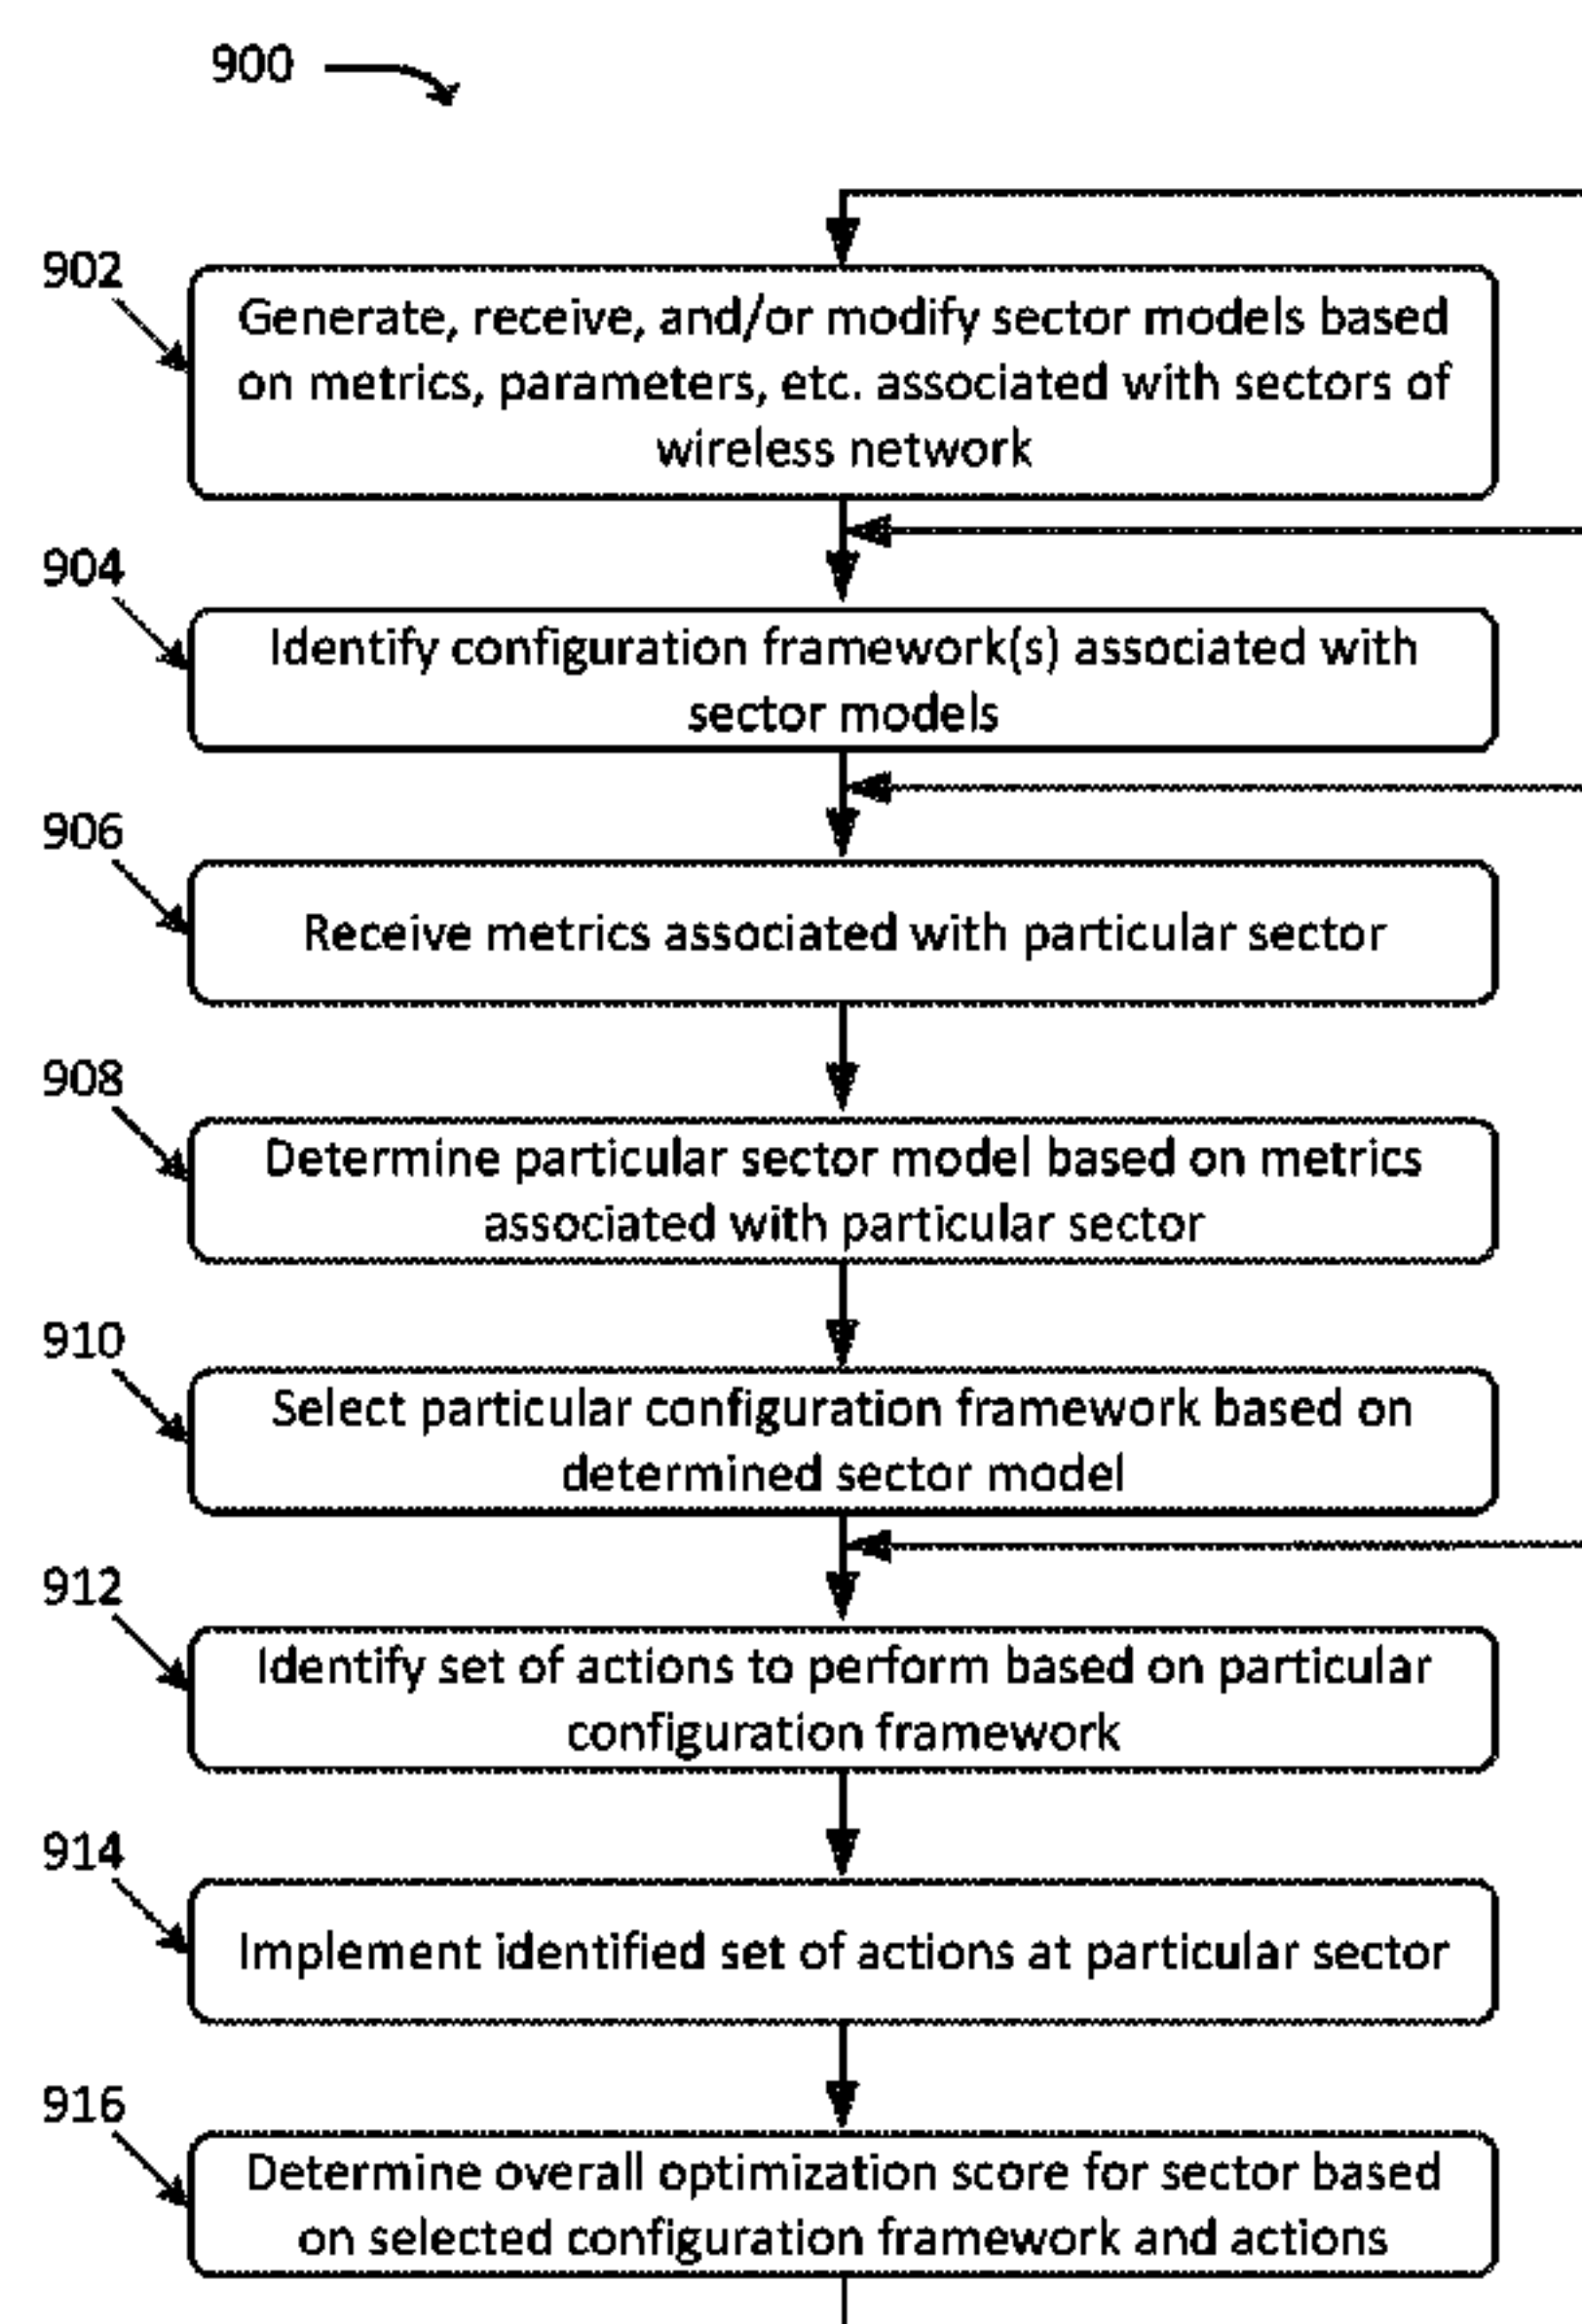 900
902
Generate, receive, and/or modify sector models based
on metrics, parameters, etc. associated with sectors of
wireless network
904
Identify configuration framework(s) associated with
sector models
906
Receive metrics associated with particular sector
908
Determine particular sector model based on metrics
associated with particular sector
910
Select particular configuration framework based on
determined sector model
912
Identify set of actions to perform based on particular
configuration framework
914
Implement identified set of actions at particular sector
916
Determine overall optimization score for sector based
on selected configuration framework and actions